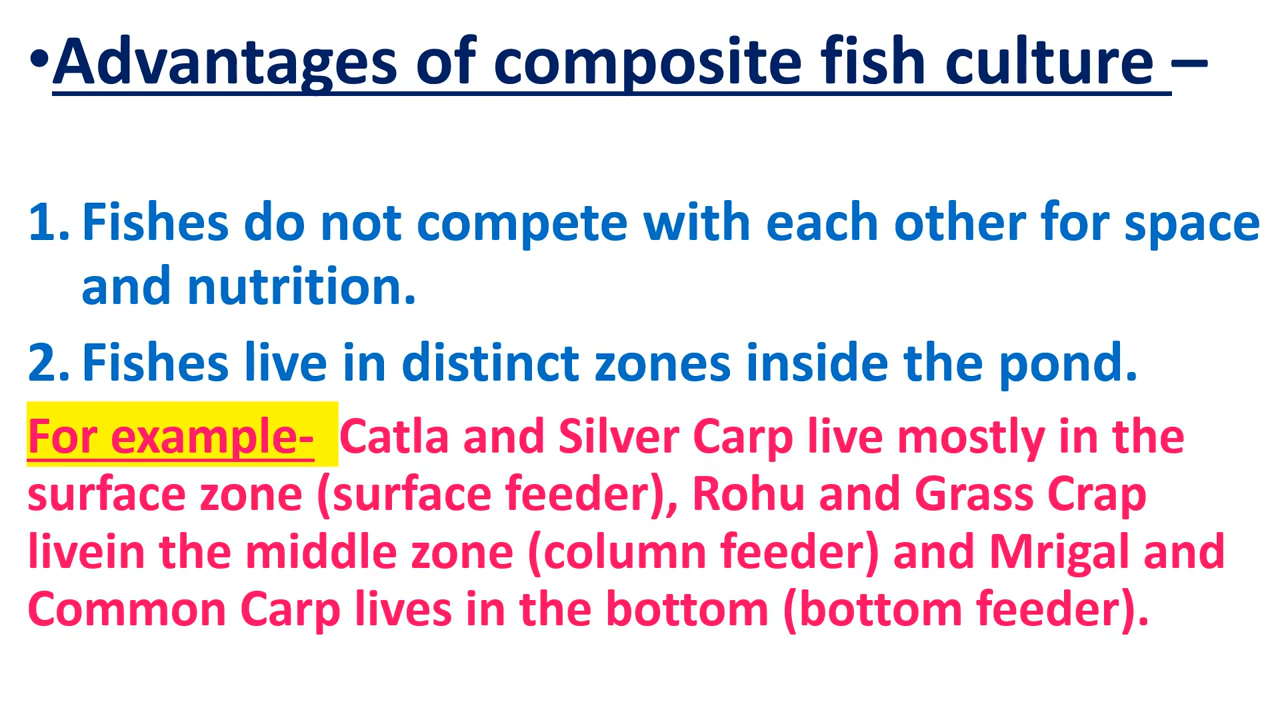 •Advantages of composite fish culture –
1. Fishes do not compete with each other for space
and nutrition.
2. Fishes live in distinct zones inside the pond.
For example- Catla and Silver Carp live mostly in the
surface zone (surface feeder), Rohu and Grass Crap
livein the middle zone (column feeder) and Mrigal and
Common Carp lives in the bottom (bottom feeder).